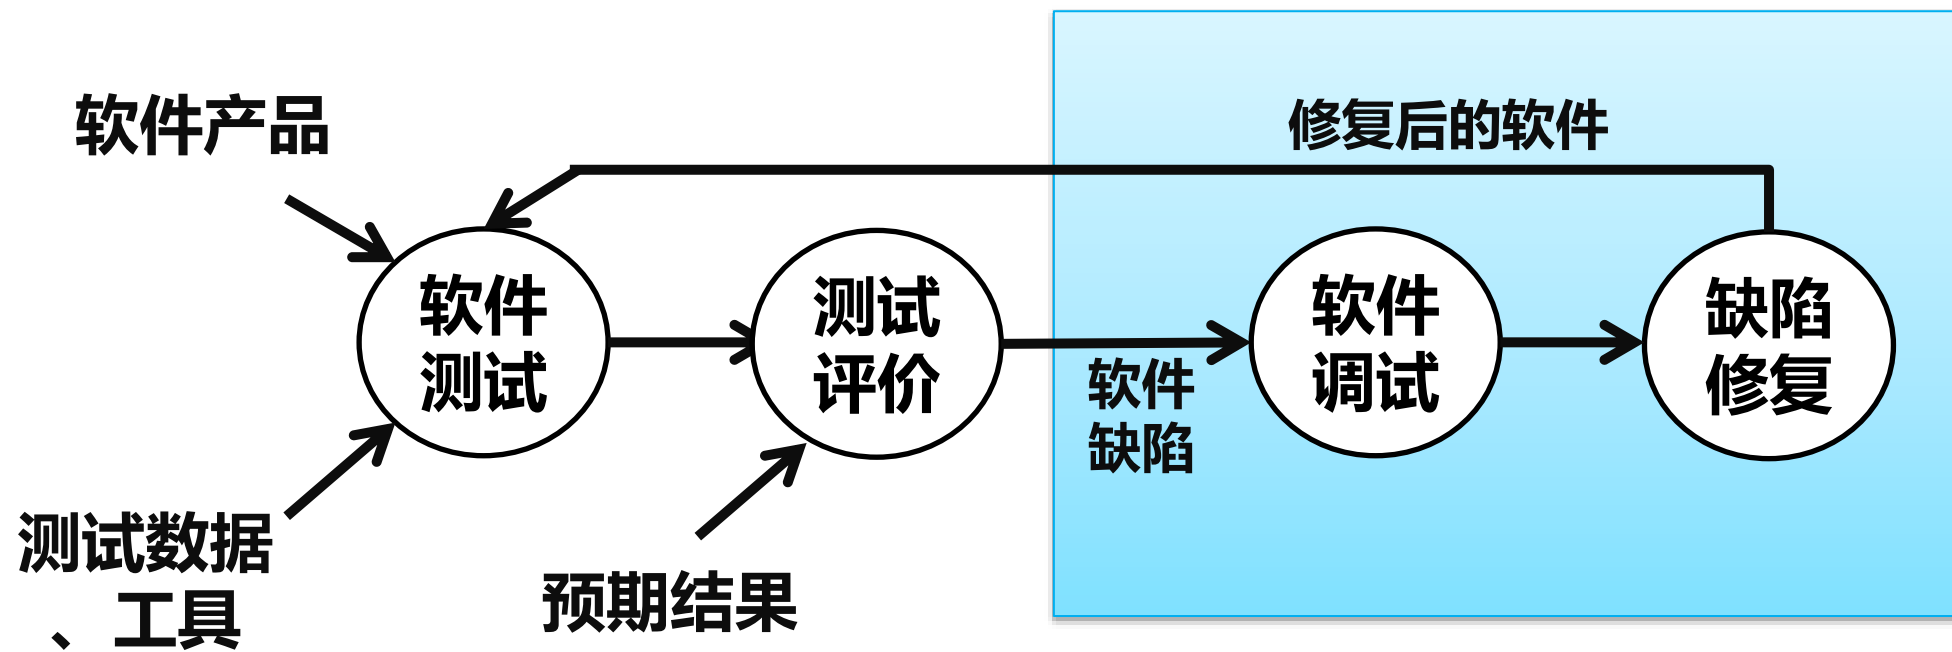 软件产品
修复后的软件
软件
测试
测试
评价
软件
调试
缺陷
修复
软件
缺陷
测试数据
、工具
预期结果